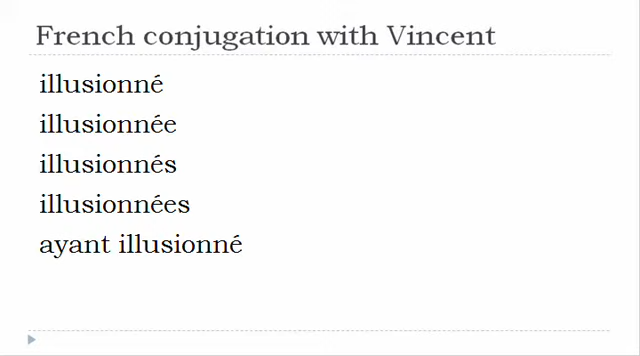 French conjugation with Vincent
illusionné
illusionnée
illusionnés
illusionnées
ayant illusionné